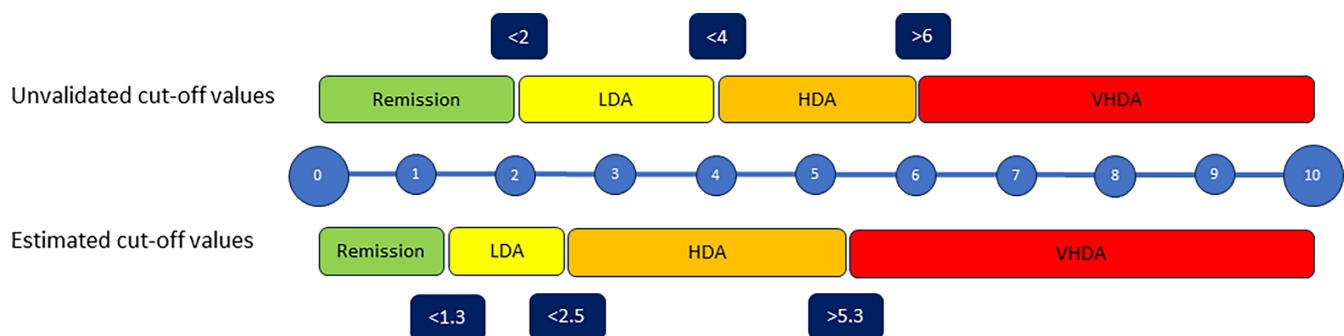 <2 <4 >6
Unvalidated cut-off values Remission LDA HDA VHDA
0 1 2 3 4 5 6 7 8 9 10
Estimated cut-off values Remission LDA HDA VHDA
<1.3 <2.5 >5.3